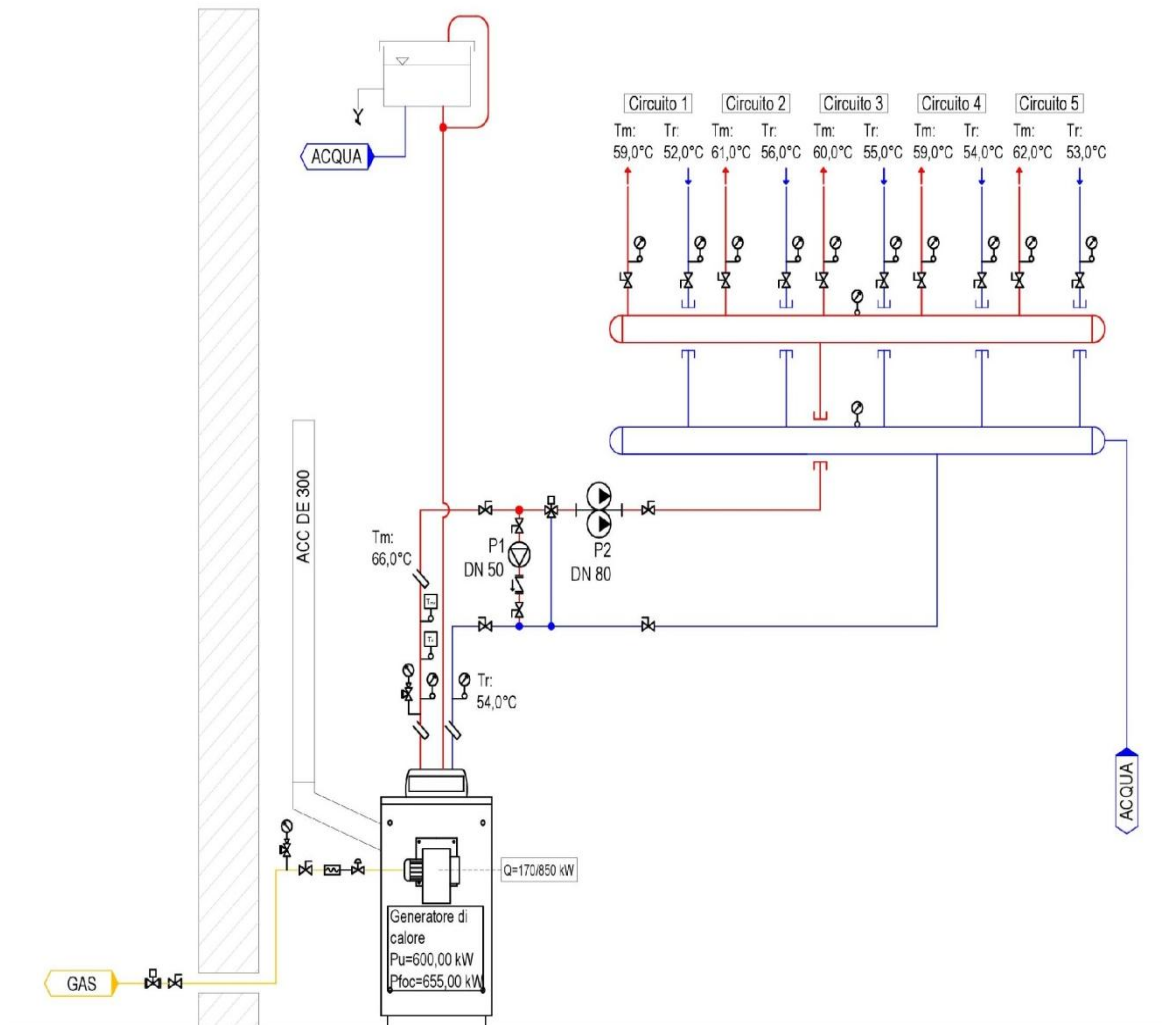 Circuito 1 Circuito 2 Circuito 3 Circuito 4 Circuito 5
Tm: Tr: Tm: Tr: Tm: Tr: Tm: Tr: Tm: Tr:
59,0°C 52,0°C 61,0°C 56,0°C 60,0°C 55,0°C 59,0°C 54,0°C 62,0°C 53,0°C
ACQUA
ACC DE 300
Tm:
66,0°C
P1
DN 50
P2
DN 80
Tr:
54,0°C
ACQUA
Q=170/850 kW
Generatore di
calore
Pu=600,00 kW
Pfoc=655,00 kW
GAS